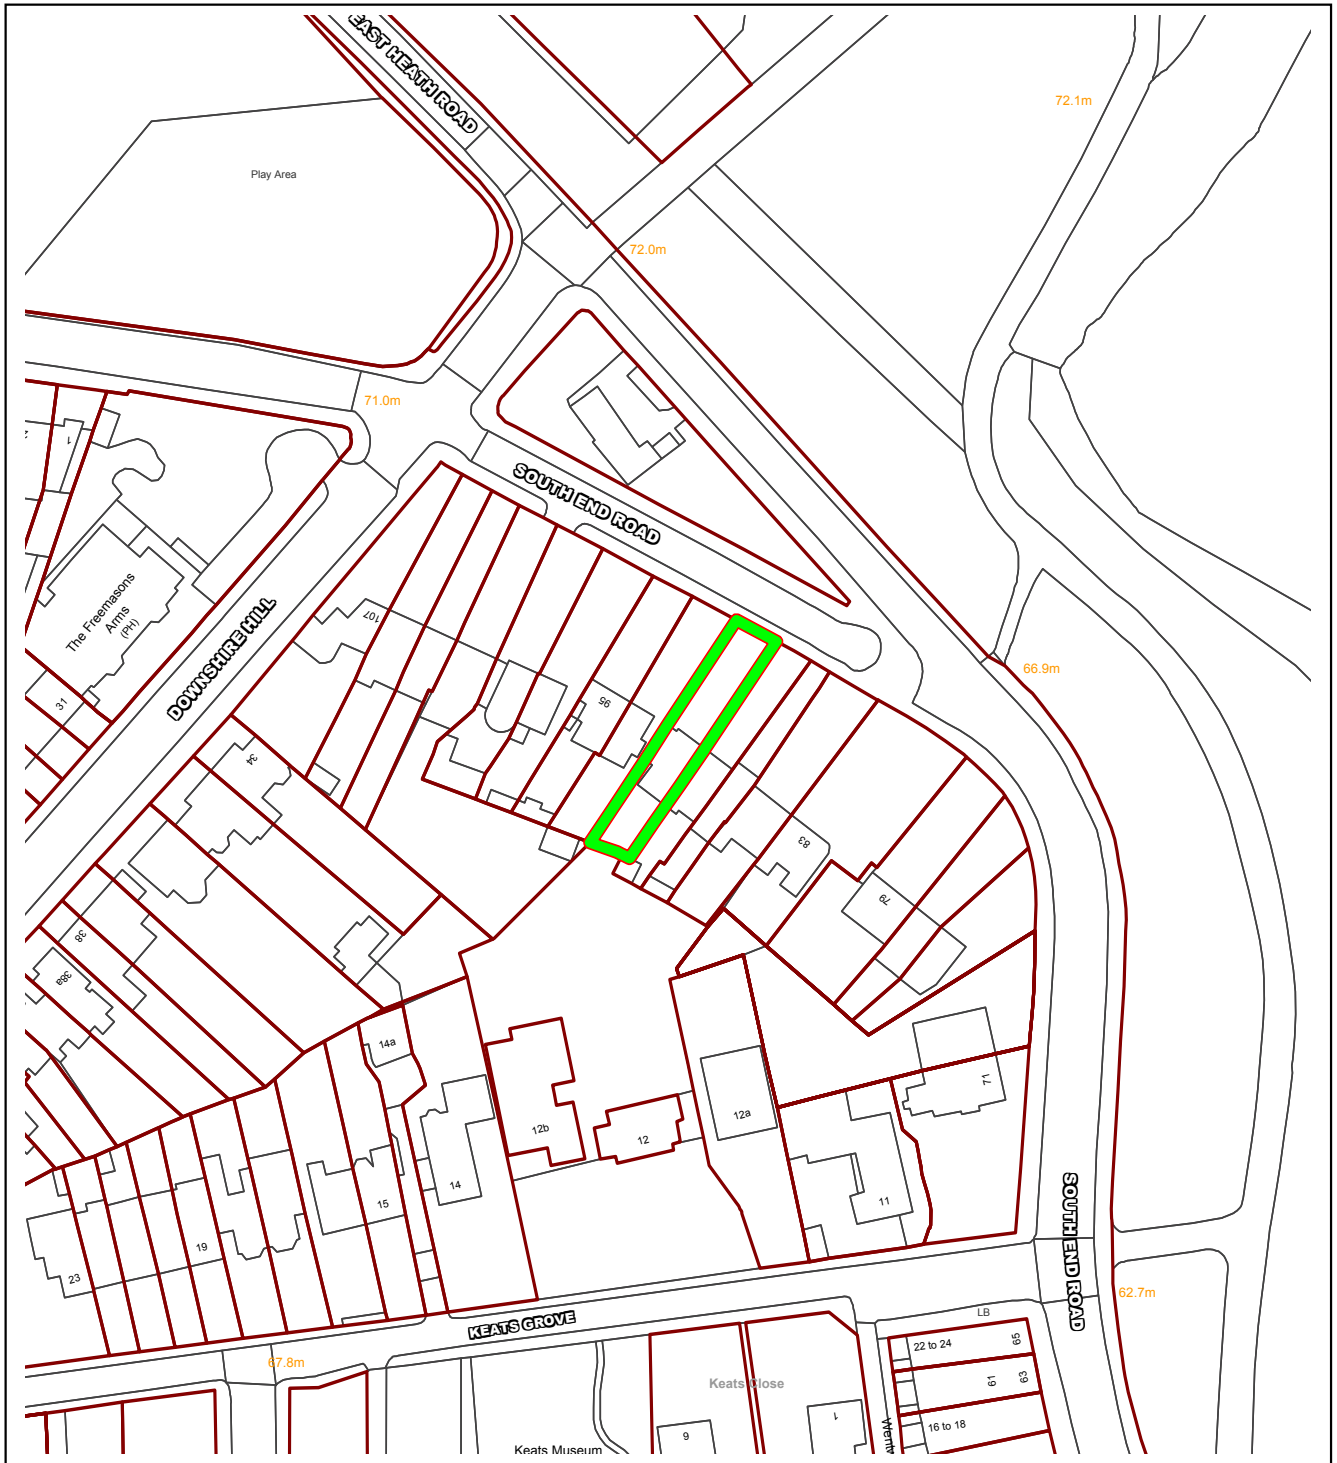 EAST HEATH ROAD
72.1m
Play Area
72.0m
71.0m
2
1
SOUTH END ROAD
The Freemasons
Arms
(PH)
107
DOWNSHIRE HILL
66.9m
31
95
34
83
79
38
38a
14a
71
12b
12
12a
14
15
11
19
23
SOUTH END ROAD
KEATS GROVE
62.7m
LB
22 to 24
65
67.8m
61
63
Keats Close
1
9
16 to 18
Keats Museum